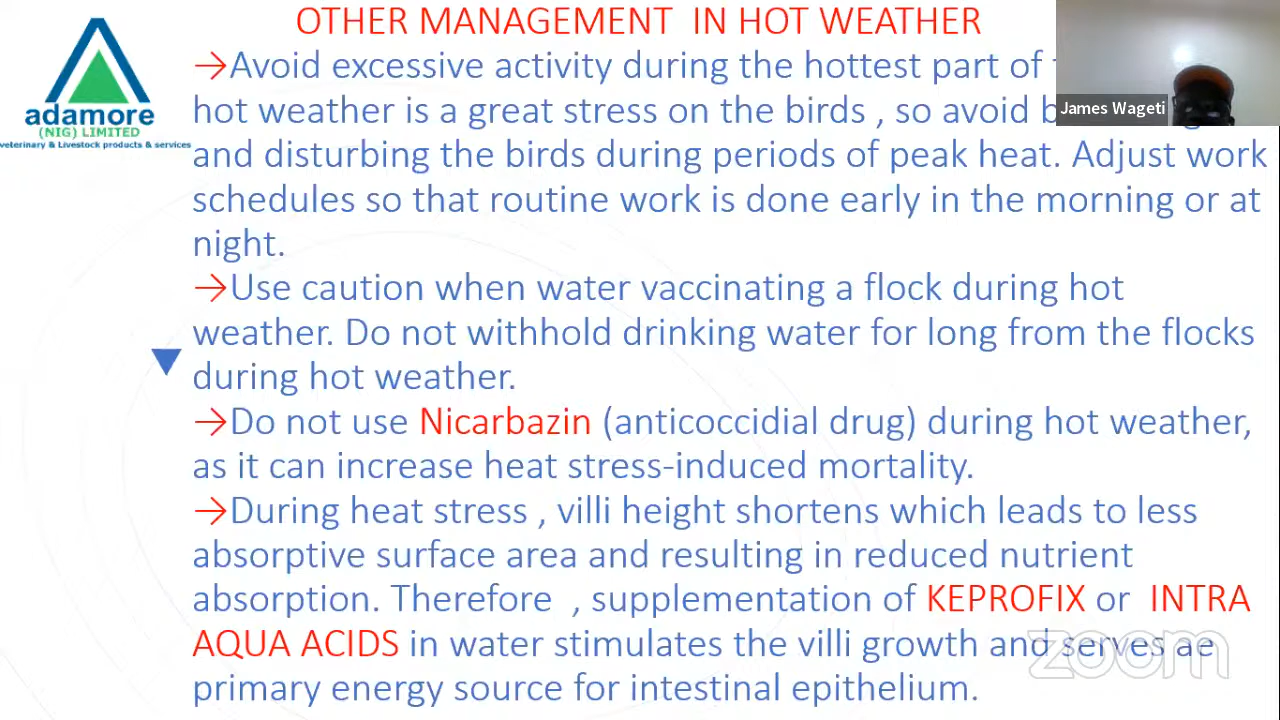 OTHER MANAGEMENT IN HOT WEATHER
→Avoid excessive activity during the hottest part of
hot weather is a great stress on the birds , so avoid
and disturbing the birds during periods of peak heat. Adjust work
schedules so that routine work is done early in the morning or at
night.
→Use caution when water vaccinating a flock during hot
weather. Do not withhold drinking water for long from the flocks
during hot weather.
→Do not use Nicarbazin (anticoccidial drug) during hot weather,
as it can increase heat stress-induced mortality.
→During heat stress , villi height shortens which leads to less
absorptive surface area and resulting in reduced nutrient
absorption. Therefore , supplementation of KEPROFIX or INTRA
AQUA ACIDS in water stimulates the villi growth and serves ae
primary energy source for intestinal epithelium.
adamore
(NIG) LIMITED
veterinary & Livestock products & services
James Wageti
zoom